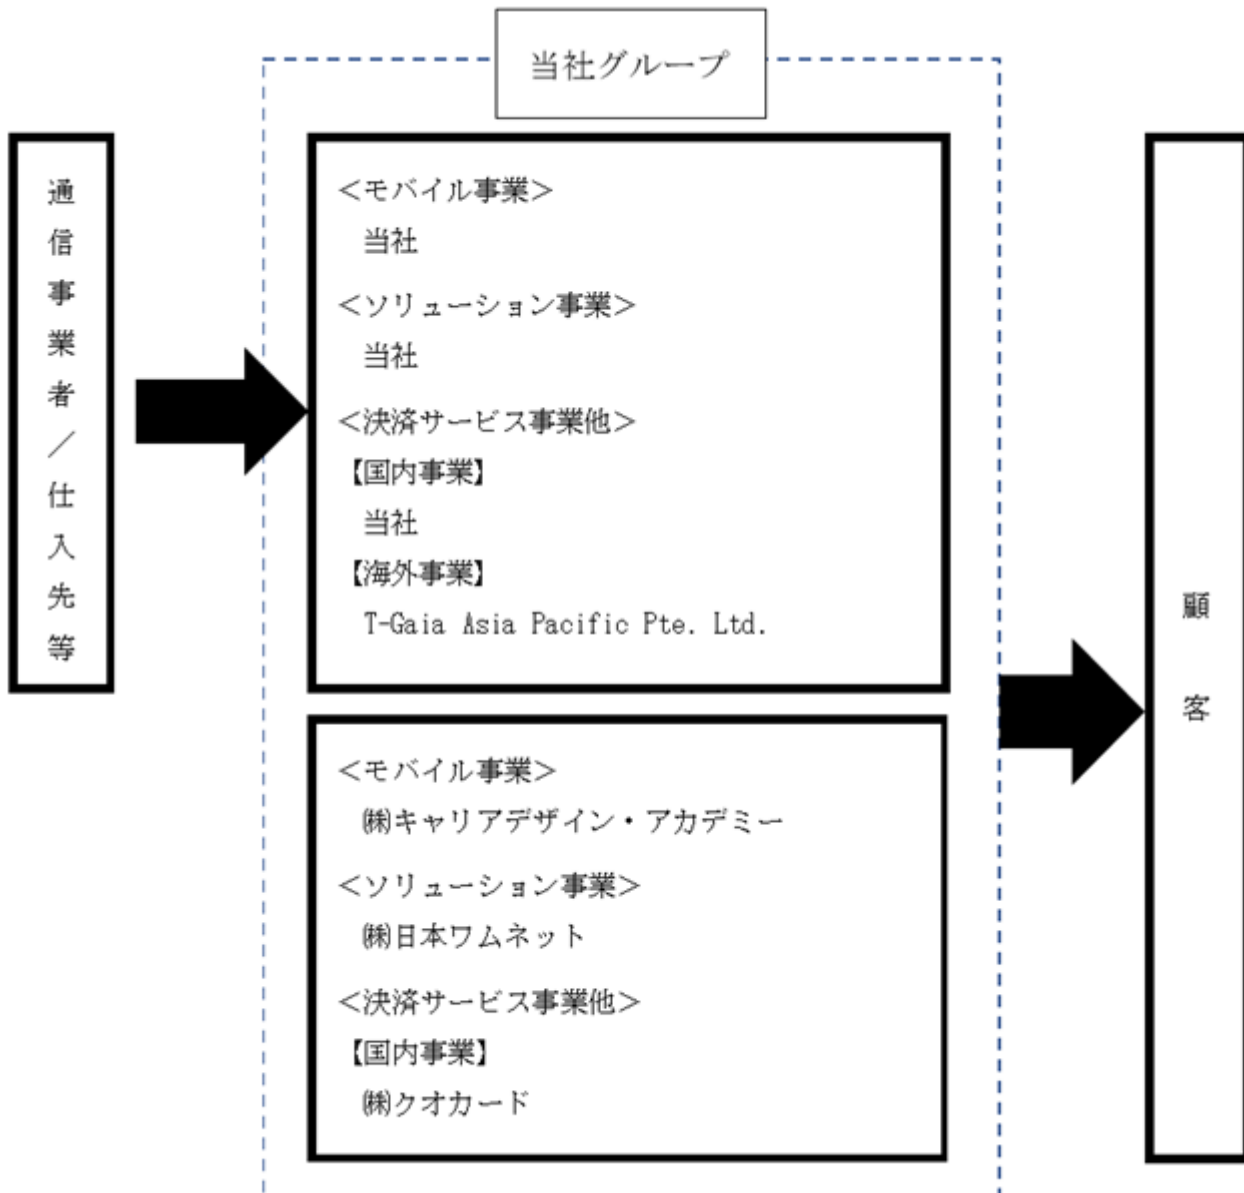 当社グループ
通信事業者／仕入先等
＜モバイル事業＞
当社
＜ソリューション事業＞
当社
＜決済サービス事業他＞
【国内事業】
当社
【海外事業】
T-Gaia Asia Pacific Pte. Ltd.
＜モバイル事業＞
㈱キャリアデザイン・アカデミー
＜ソリューション事業＞
㈱日本ワムネット
＜決済サービス事業他＞
【国内事業】
㈱クオカード
顧客